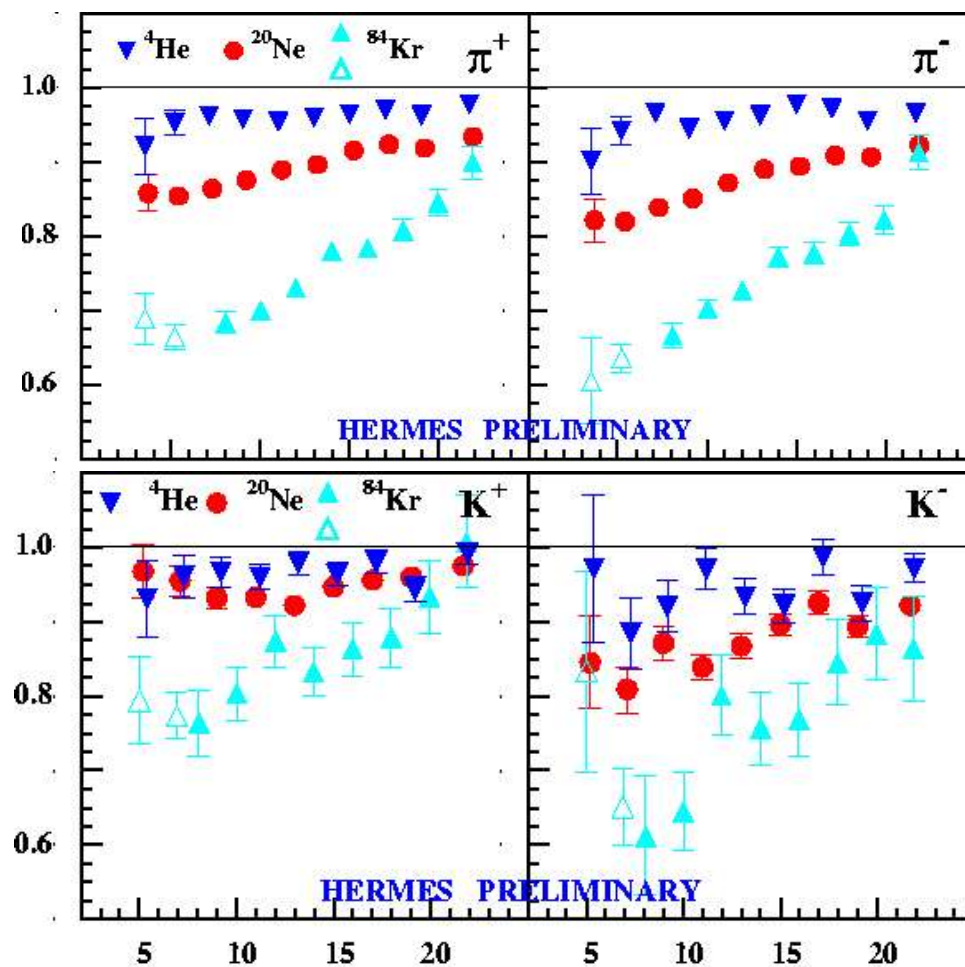 ⁴He ²⁰Ne ⁸⁴Kr π⁺ π⁻
1.0
0.8
0.6
HERMES PRELIMINARY
⁴He ²⁰Ne ⁸⁴Kr K⁺ K⁻
1.0
0.8
0.6
HERMES PRELIMINARY
5 10 15 20 5 10 15 20